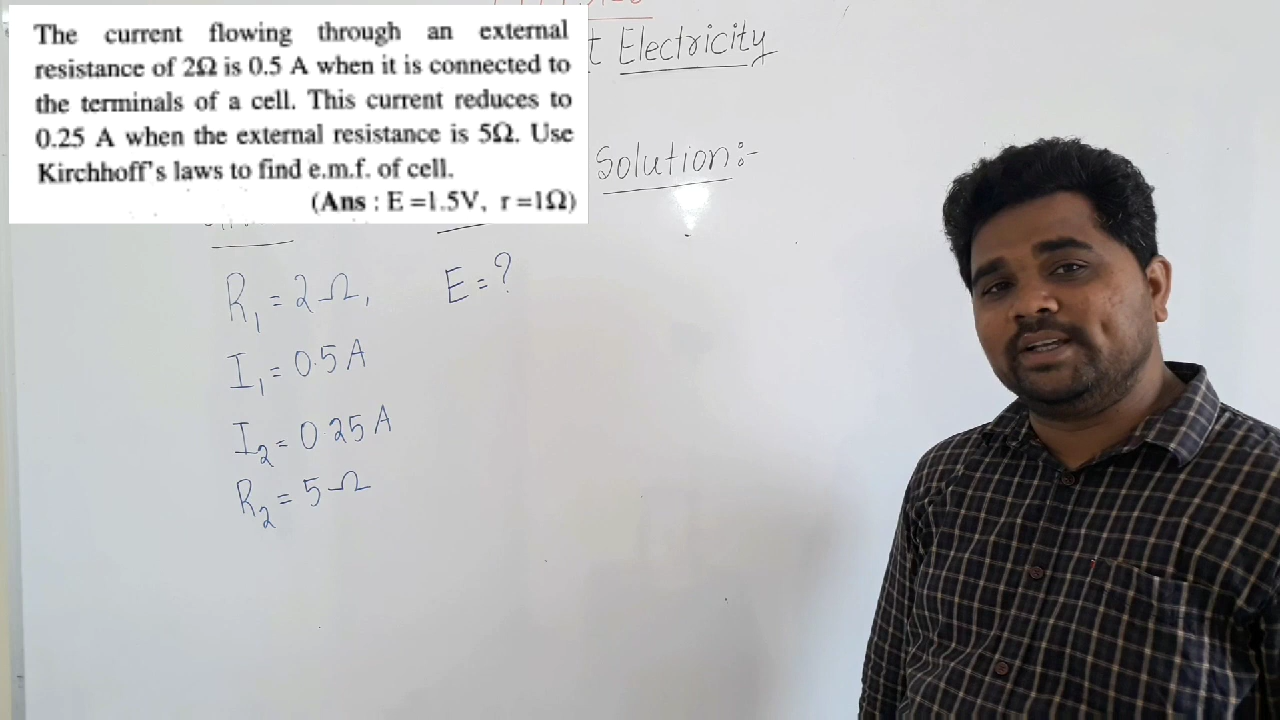 The current flowing through an external
resistance of 2Ω is 0.5 A when it is connected to
the terminals of a cell. This current reduces to
0.25 A when the external resistance is 5Ω. Use
Kirchhoff's laws to find e.m.f. of cell.
(Ans : E =1.5V, r =1Ω)
Electricity
Solution:-
R₁ = 2Ω,
E = ?
I₁ = 0.5 A
I₂ = 0.25 A
R₂ = 5Ω